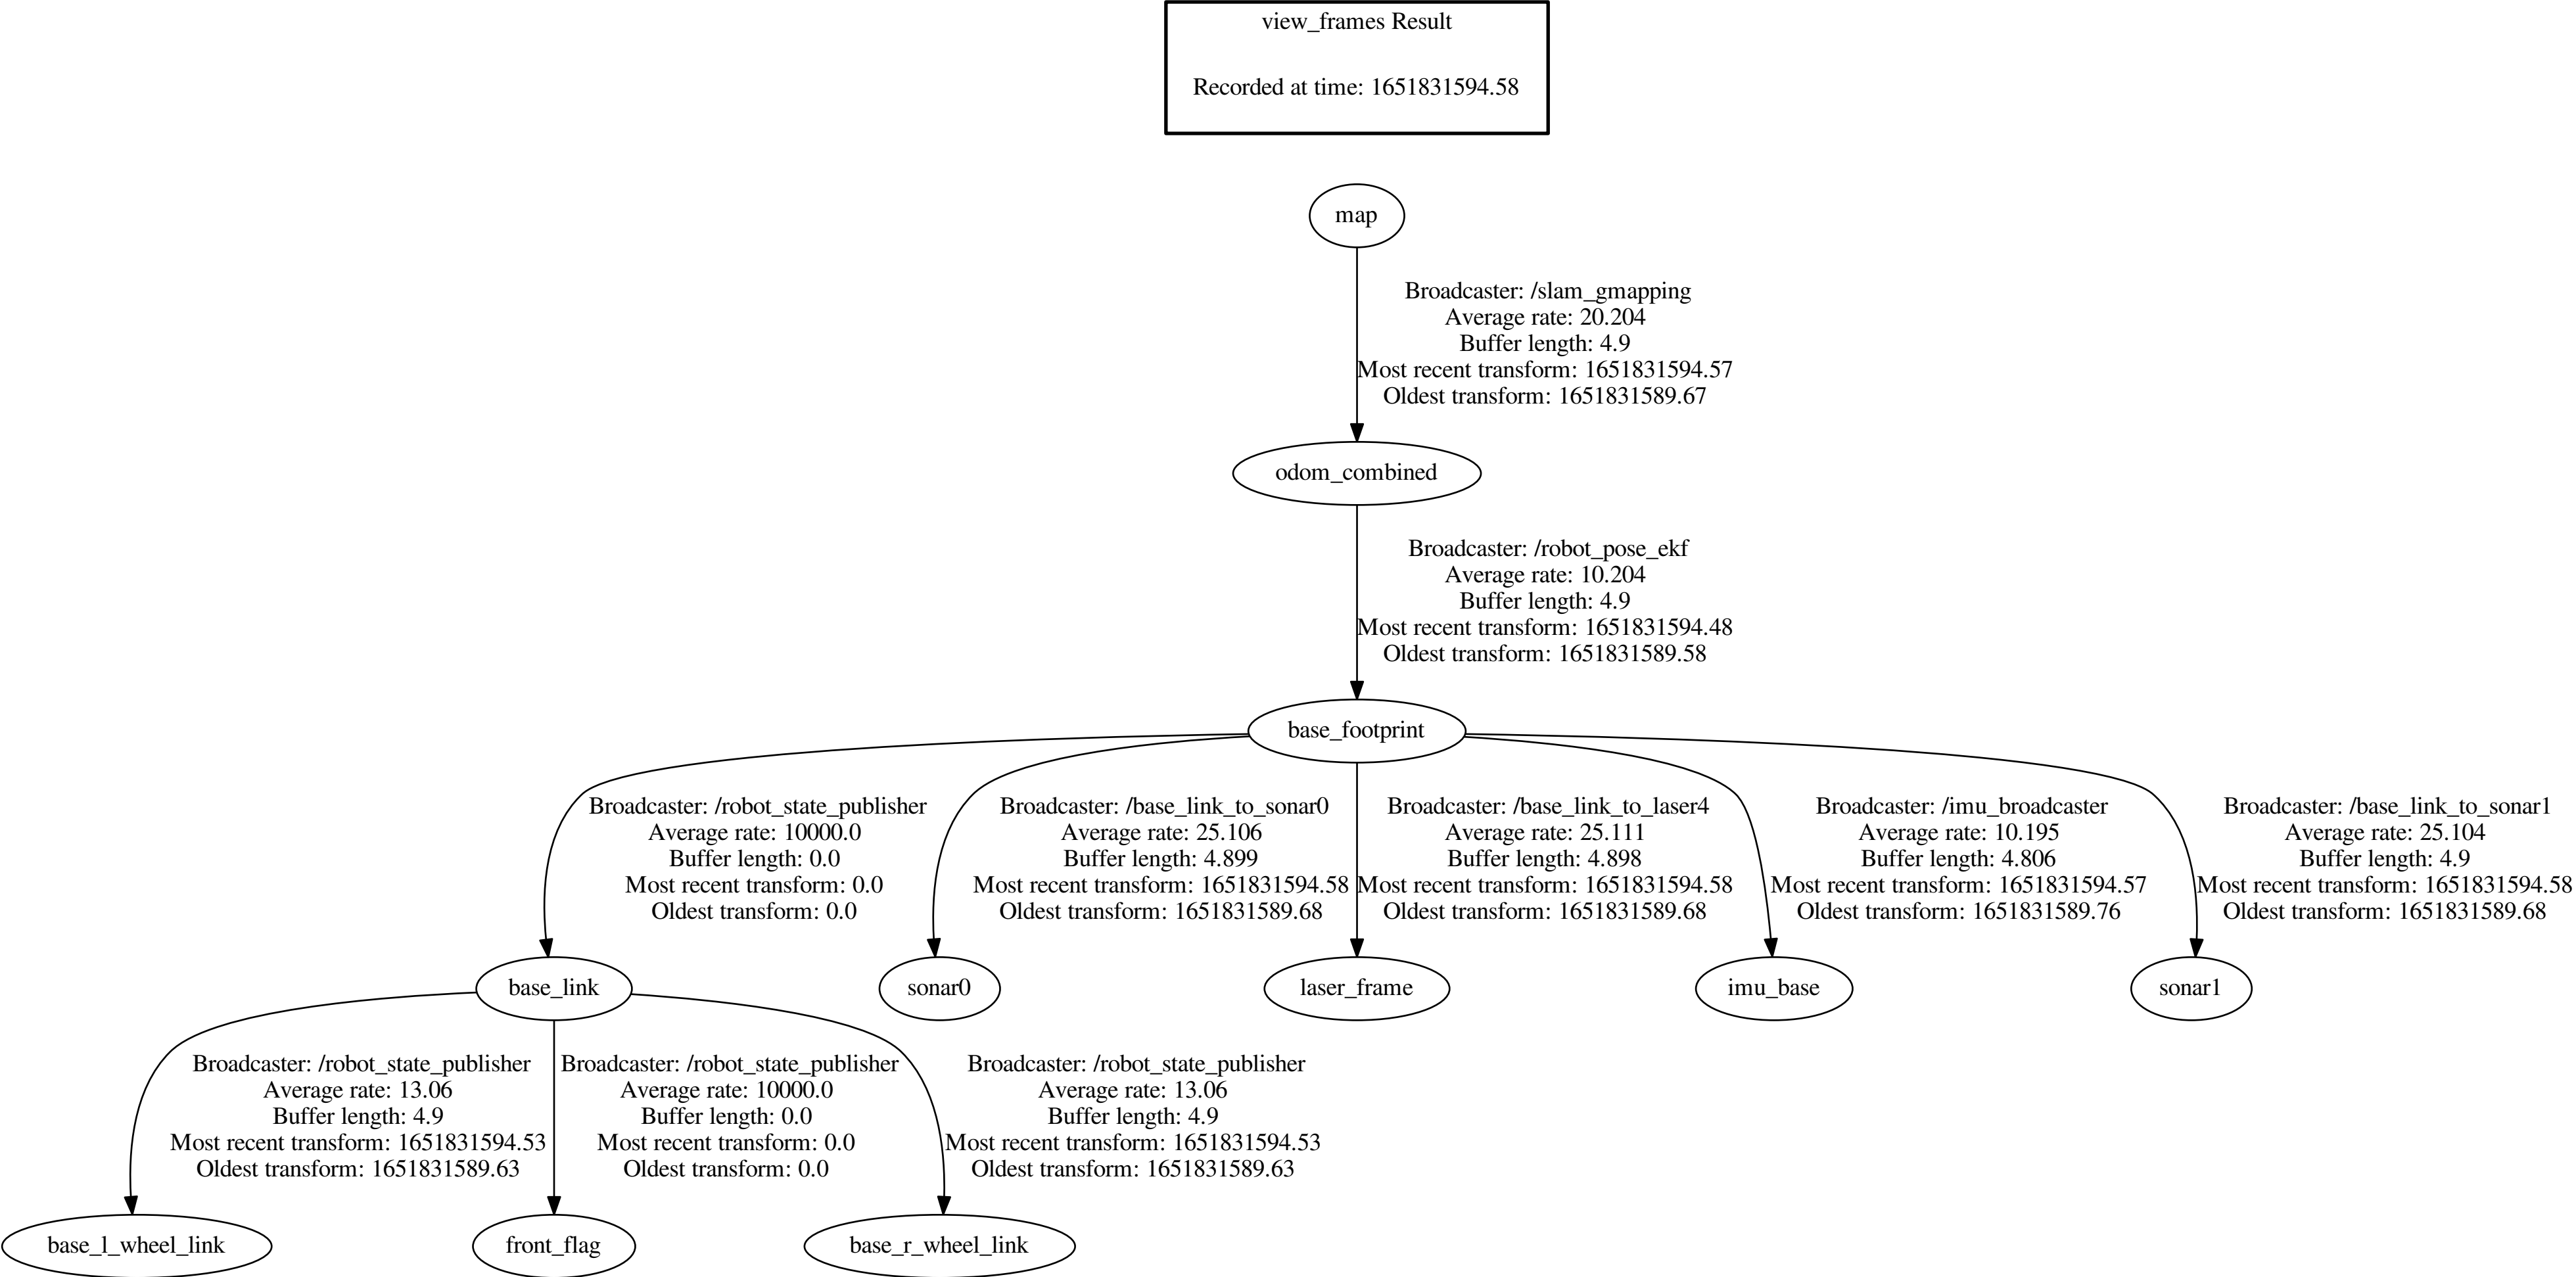 view_frames Result
Recorded at time: 1651831594.58
map
Broadcaster: /slam_gmapping
Average rate: 20.204
Buffer length: 4.9
Most recent transform: 1651831594.57
Oldest transform: 1651831589.67
odom_combined
Broadcaster: /robot_pose_ekf
Average rate: 10.204
Buffer length: 4.9
Most recent transform: 1651831594.48
Oldest transform: 1651831589.58
base_footprint
Broadcaster: /robot_state_publisher
Average rate: 10000.0
Buffer length: 0.0
Most recent transform: 0.0
Oldest transform: 0.0
Broadcaster: /base_link_to_sonar0
Average rate: 25.106
Buffer length: 4.899
Most recent transform: 1651831594.58
Oldest transform: 1651831589.68
Broadcaster: /base_link_to_laser4
Average rate: 25.111
Buffer length: 4.898
Most recent transform: 1651831594.58
Oldest transform: 1651831589.68
Broadcaster: /imu_broadcaster
Average rate: 10.195
Buffer length: 4.806
Most recent transform: 1651831594.57
Oldest transform: 1651831589.76
Broadcaster: /base_link_to_sonar1
Average rate: 25.104
Buffer length: 4.9
Most recent transform: 1651831594.58
Oldest transform: 1651831589.68
base_link
sonar0
laser_frame
imu_base
sonar1
Broadcaster: /robot_state_publisher
Average rate: 13.06
Buffer length: 4.9
Most recent transform: 1651831594.53
Oldest transform: 1651831589.63
Broadcaster: /robot_state_publisher
Average rate: 10000.0
Buffer length: 0.0
Most recent transform: 0.0
Oldest transform: 0.0
Broadcaster: /robot_state_publisher
Average rate: 13.06
Buffer length: 4.9
Most recent transform: 1651831594.53
Oldest transform: 1651831589.63
base_l_wheel_link
front_flag
base_r_wheel_link